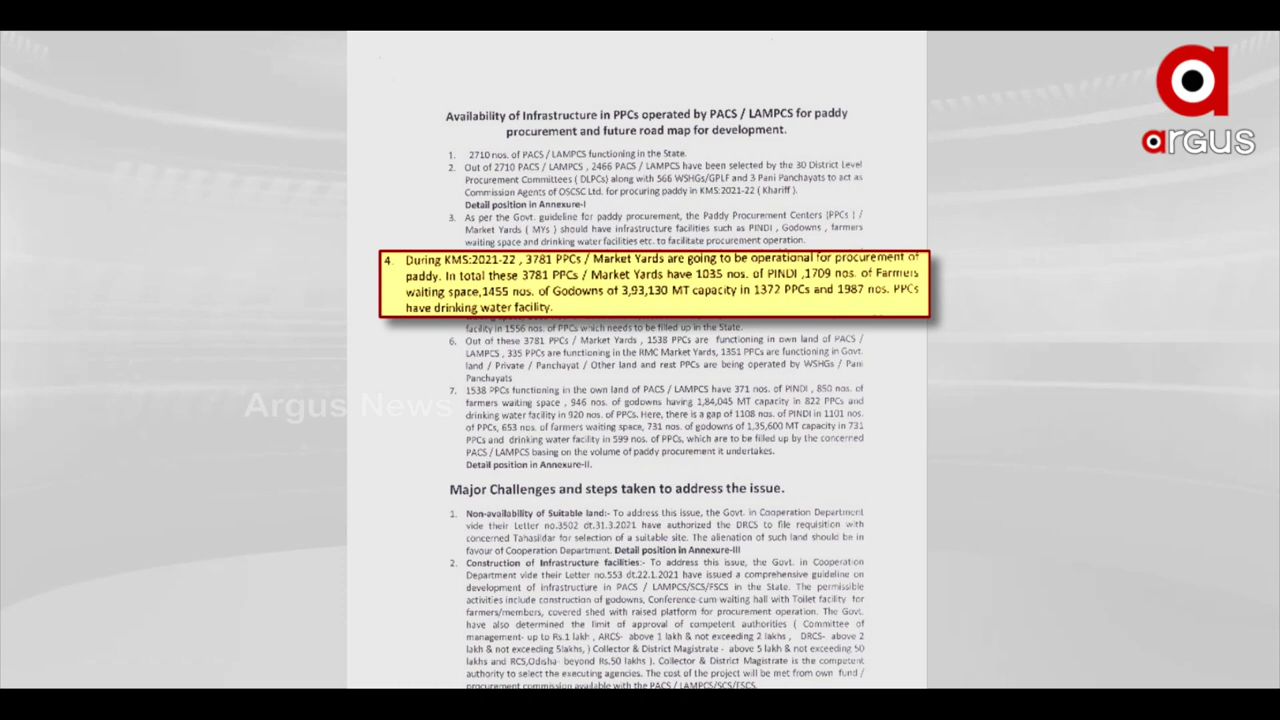 argus
Availability of Infrastructure in PPCs operated by PACS / LAMPCS for paddy
procurement and future road map for development.
1. 2710 nos. of PACS / LAMPCS functioning in the State.
2. Out of 2710 PACS / LAMPCS , 2466 PACS / LAMPCS have been selected by the 30 District Level
Procurement Committees ( DLPCs) along with 566 WSHGs/GPLF and 3 Pani Panchayats to act as
Commission Agents of OSCSC Ltd. for procuring paddy in KMS:2021-22 ( Khariff ).
Detail position in Annexure-I
3. As per the Govt. guideline for paddy procurement, the Paddy Procurement Centers (PPCs ) /
Market Yards ( MYs ) should have infrastructure facilities such as PINDI , Godowns , farmers
waiting space and drinking water facilities etc. to facilitate procurement operation.
4. During KMS:2021-22 , 3781 PPCs / Market Yards are going to be operational for procurement of
paddy. In total these 3781 PPCs / Market Yards have 1035 nos. of PINDI ,1709 nos. of Farmers
waiting space,1455 nos. of Godowns of 3,93,130 MT capacity in 1372 PPCs and 1987 nos. PPCs
have drinking water facility.
facility in 1556 nos. of PPCs which needs to be filled up in the State.
6. Out of these 3781 PPCs / Market Yards , 1538 PPCs are functioning in own land of PACS /
LAMPCS , 335 PPCs are functioning in the RMC Market Yards, 1351 PPCs are functioning in Govt.
land / Private / Panchayat / Other land and rest PPCs are being operated by WSHGs / Pani
Panchayats
7. 1538 PPCs functioning in the own land of PACS / LAMPCS have 371 nos. of PINDI , 850 nos. of
farmers waiting space , 946 nos. of godowns having 1,84,045 MT capacity in 822 PPCs and
drinking water facility in 920 nos. of PPCs. Here, there is a gap of 1108 nos. of PINDI in 1101 nos.
of PPCs, 653 nos. of farmers waiting space, 731 nos. of godowns of 1,35,600 MT capacity in 731
PPCs and drinking water facility in 599 nos. of PPCs, which are to be filled up by the concerned
PACS / LAMPCS basing on the volume of paddy procurement it undertakes.
Detail position in Annexure-II.
Argus News
Major Challenges and steps taken to address the issue.
1. Non-availability of Suitable land:- To address this issue, the Govt. in Cooperation Department
vide their Letter no.3502 dt.31.3.2021 have authorized the DRCS to file requisition with
concerned Tahasildar for selection of a suitable site. The alienation of such land should be in
favour of Cooperation Department. Detail position in Annexure-III
2. Construction of Infrastructure facilities:- To address this issue, the Govt. in Cooperation
Department vide their Letter no.553 dt.22.1.2021 have issued a comprehensive guideline on
development of infrastructure in PACS / LAMPCS/SCS/FSCS in the State. The permissible
activities include construction of godowns, Conference-cum-waiting hall with Toilet facility for
farmers/members, covered shed with raised platform for procurement operation. The Govt.
have also determined the limit of approval of competent authorities ( Committee of
management- up to Rs.1 lakh , ARCS- above 1 lakh & not exceeding 2 lakhs , DRCS- above 2
lakh & not exceeding 5lakhs, ) Collector & District Magistrate - above 5 lakh & not exceeding 50
lakhs and RCS,Odisha- beyond Rs.50 lakhs ). Collector & District Magistrate is the competent
authority to select the executing agencies. The cost of the project will be met from own fund /
procurement commission available with the PACS / LAMPCS/SCS/FSCS.